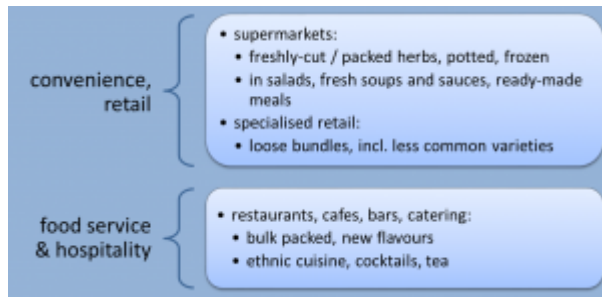 convenience,
retail
• supermarkets:
• freshly-cut / packed herbs, potted, frozen
• in salads, fresh soups and sauces, ready-made
meals
• specialised retail:
• loose bundles, incl. less common varieties
food service
& hospitality
• restaurants, cafes, bars, catering:
• bulk packed, new flavours
• ethnic cuisine, cocktails, tea